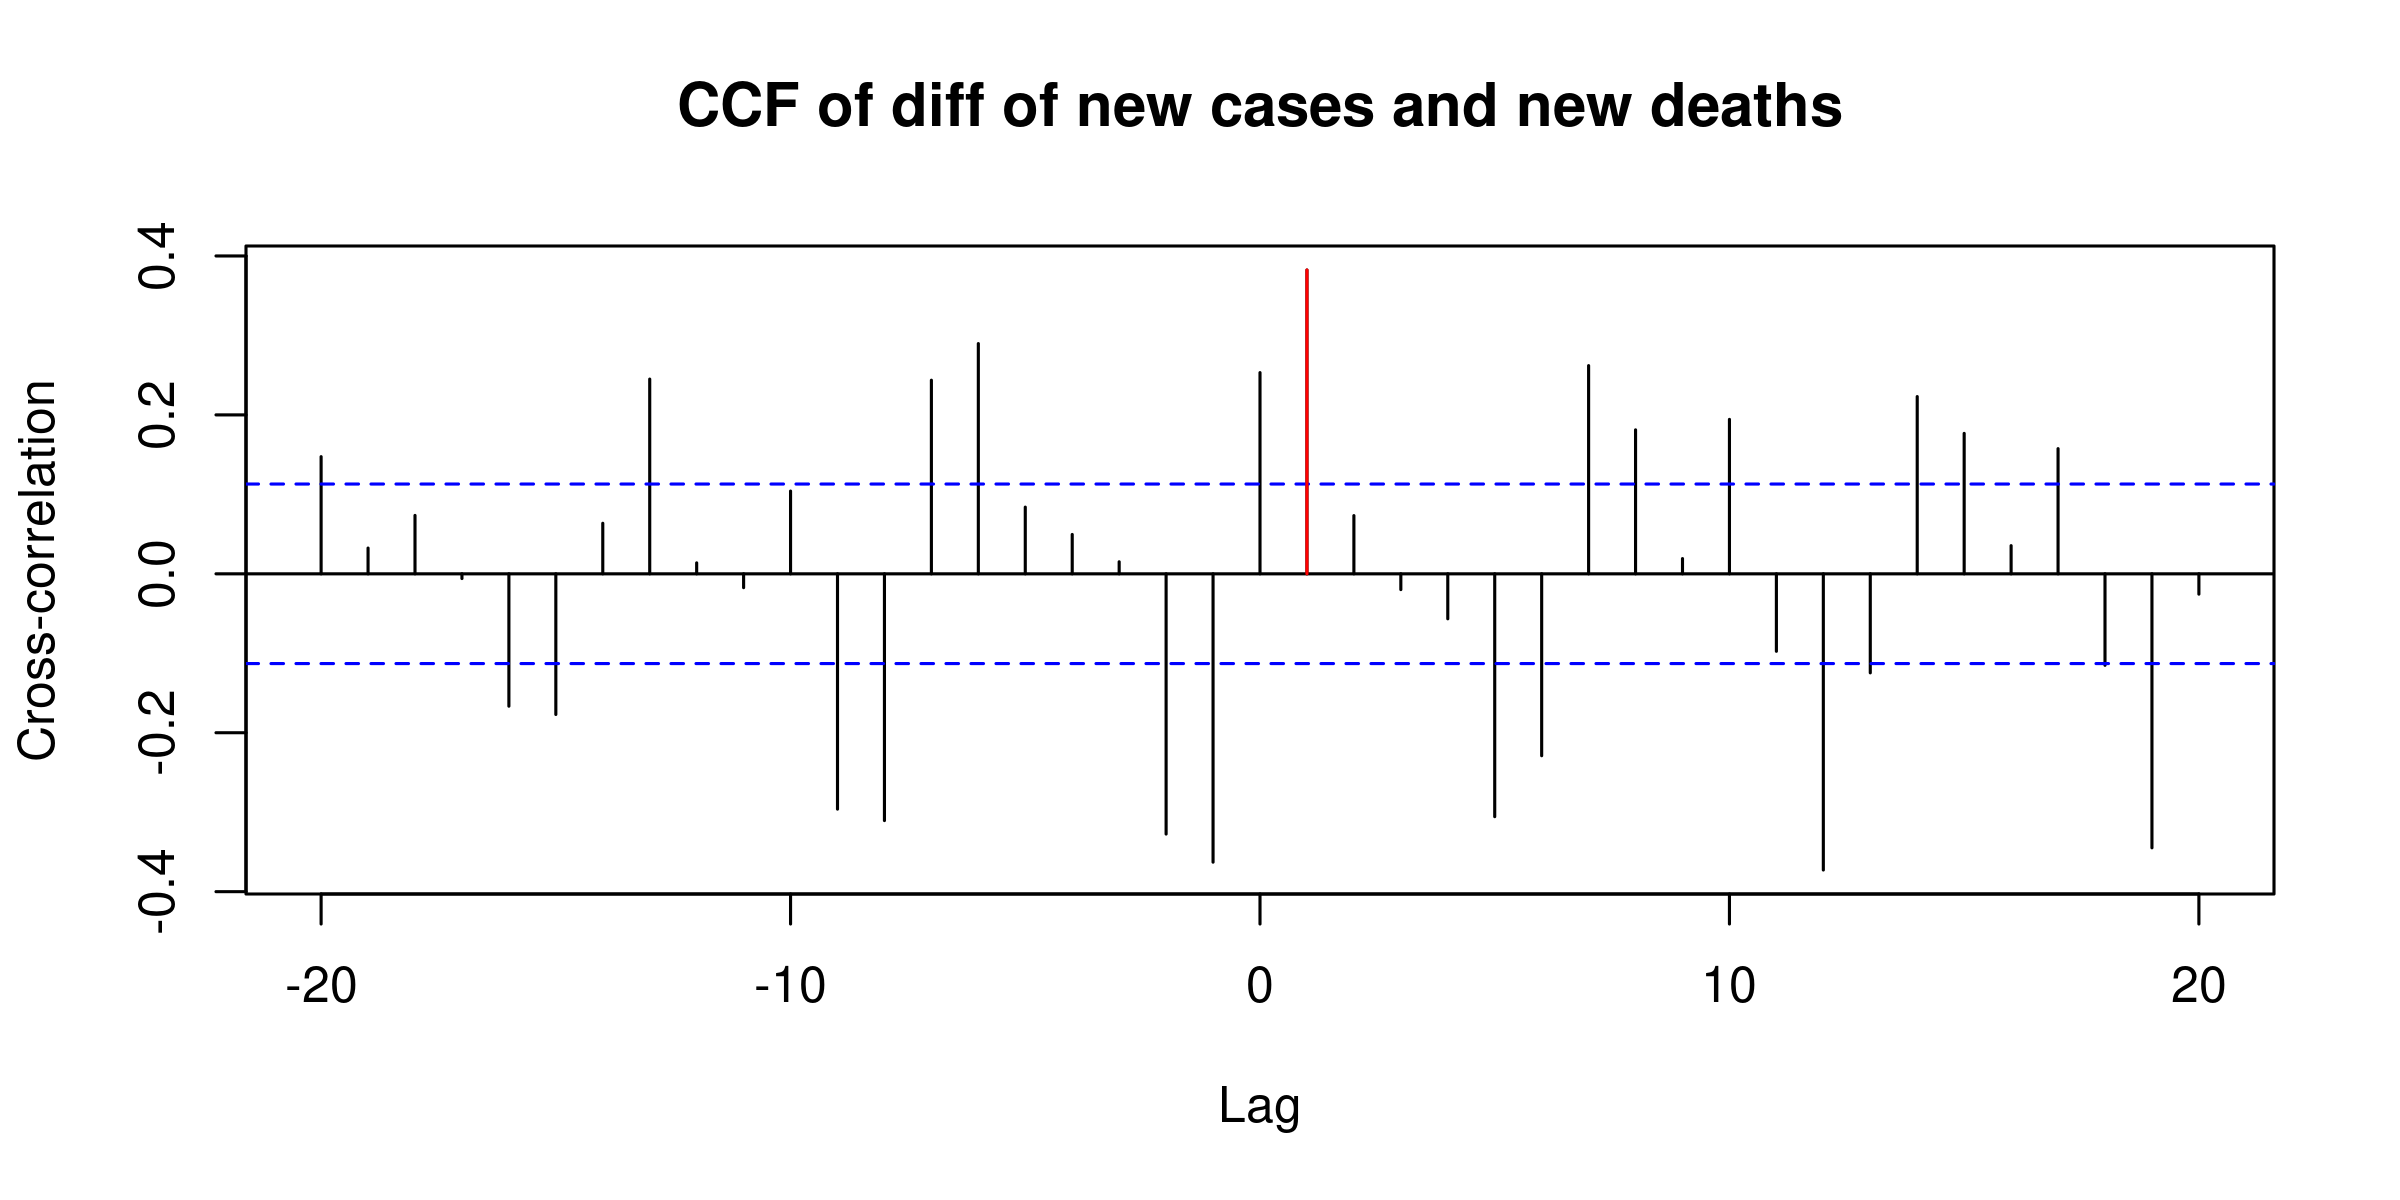 CCF of diff of new cases and new deaths
Cross-correlation
0.4
0.2
0.0
-0.2
-0.4
-20 -10 0 10 20
Lag